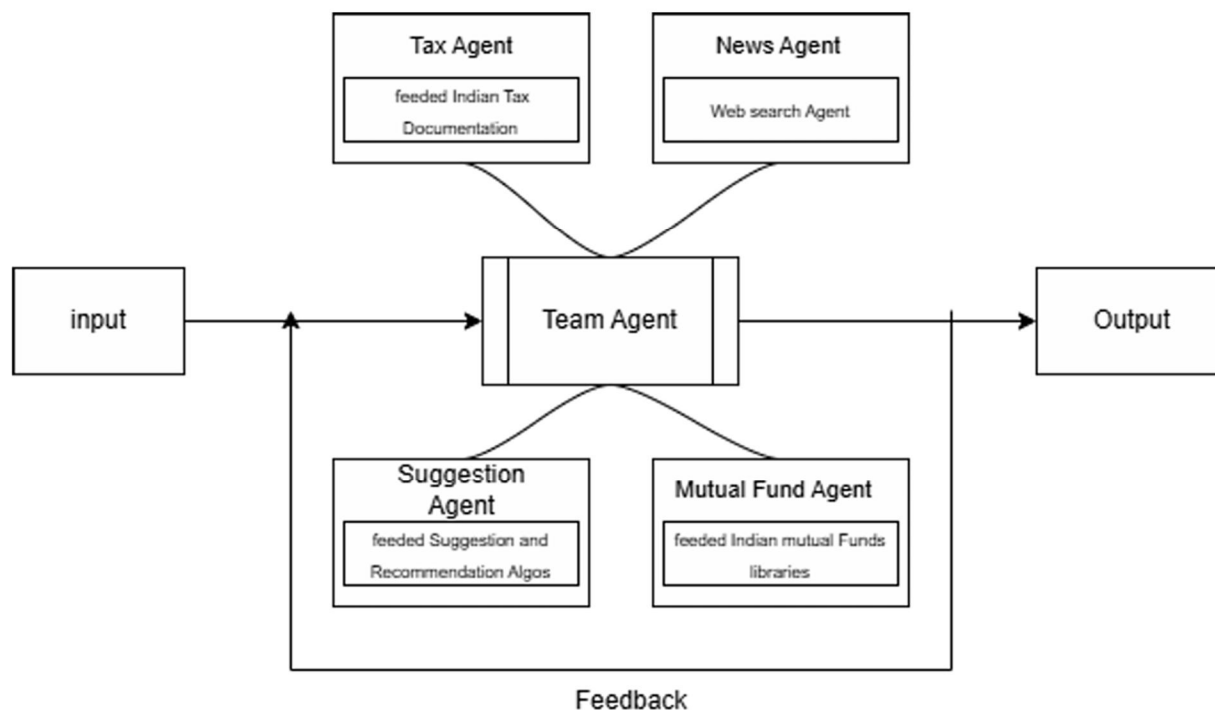 Tax Agent
feeded Indian Tax
Documentation
News Agent
Web search Agent
input
Team Agent
Output
Suggestion
Agent
feeded Suggestion and
Recommendation Algos
Mutual Fund Agent
feeded Indian mutual Funds
libraries
Feedback